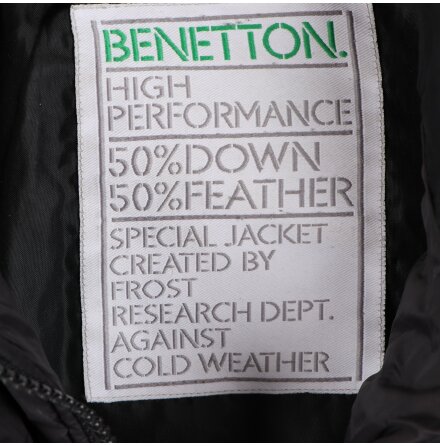 BENETTON.
HIGH
PERFORMANCE
50%DOWN
50%FEATHER
SPECIAL JACKET
CREATED BY
FROST
RESEARCH DEPT.
AGAINST
COLD WEATHER